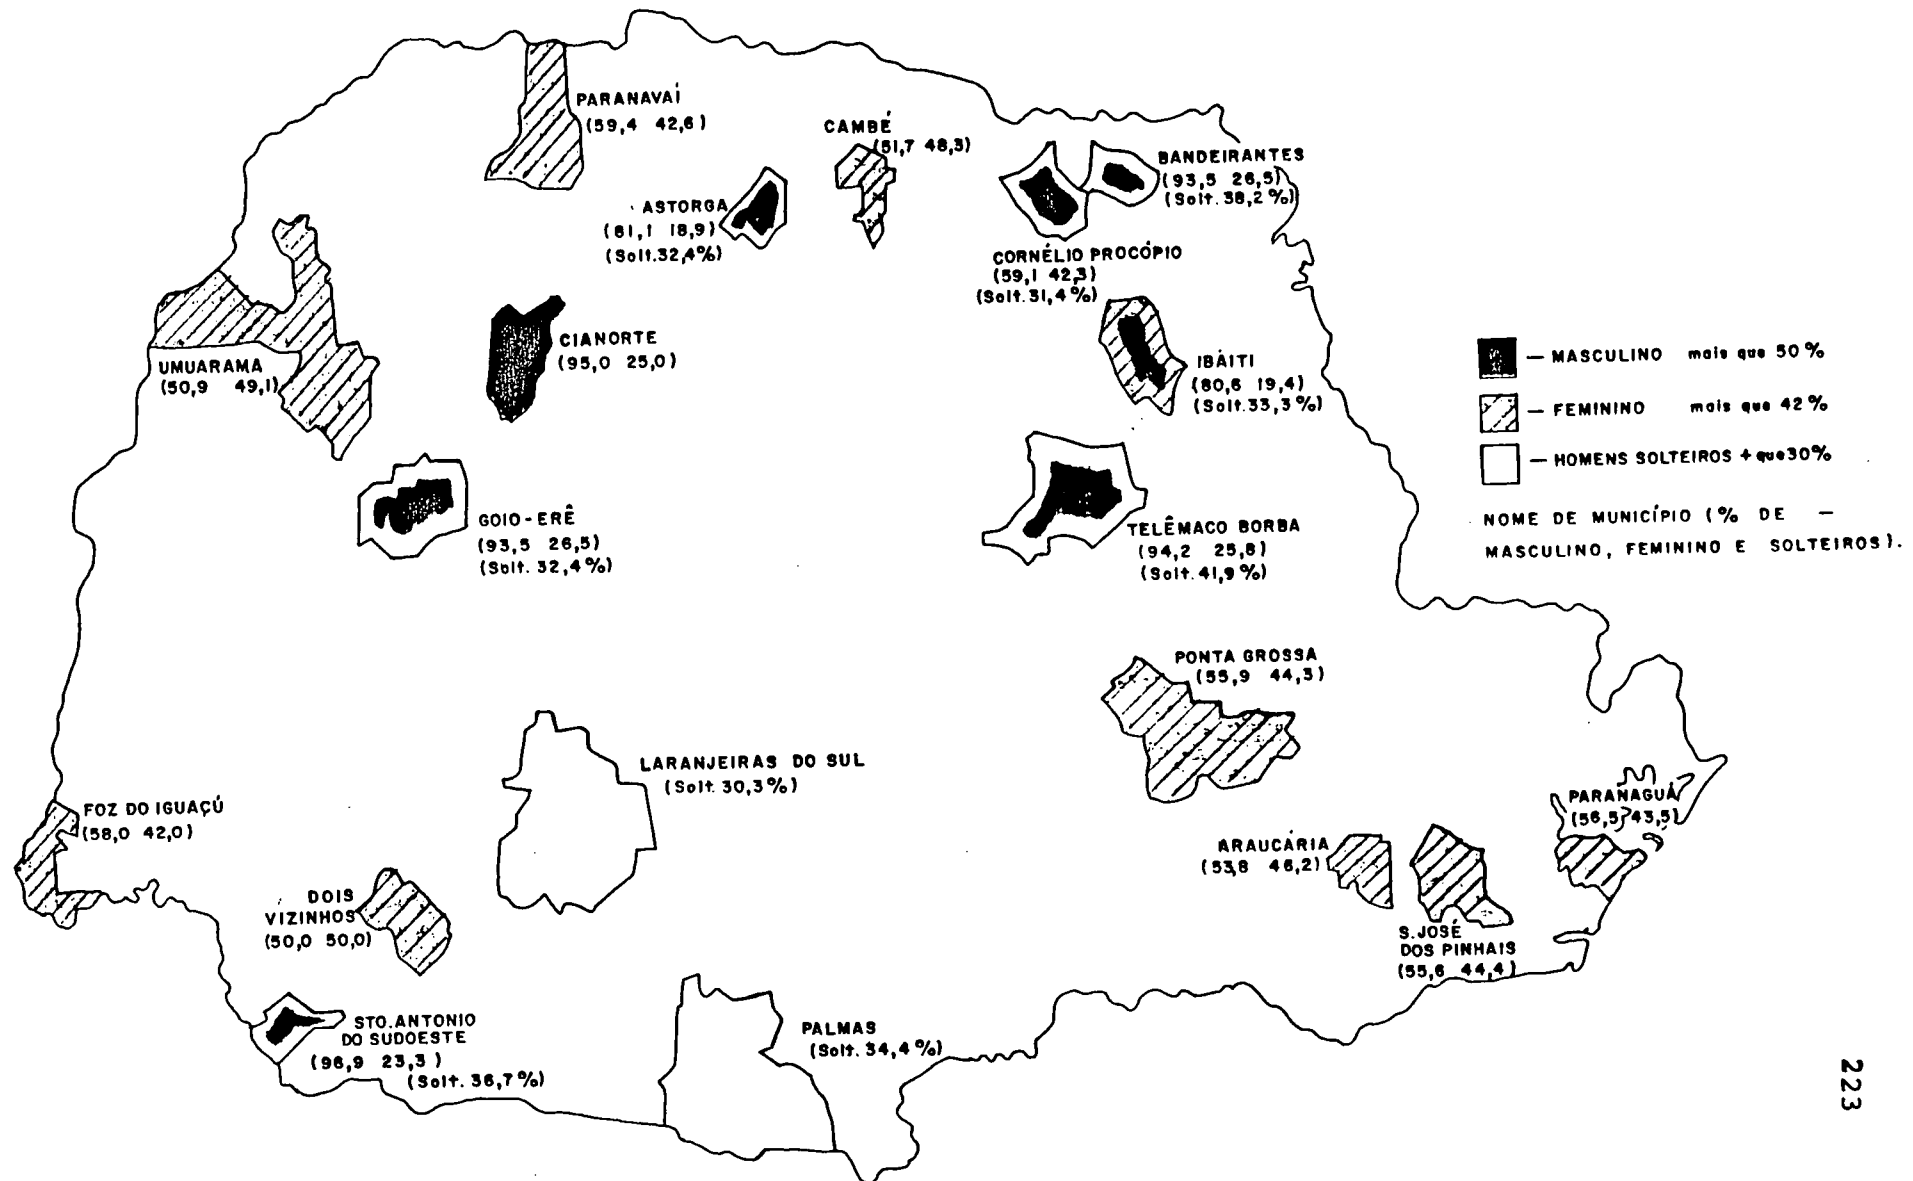 PARANAVAÍ
(59,4 42,6)
CAMBÉ
(51,7 48,3)
BANDEIRANTES
(93,5 26,5)
(Solt. 38,2%)
ASTORGA
(81,1 18,9)
(Solt. 32,4%)
CORNÉLIO PROCÓPIO
(59,1 42,3)
(Solt. 31,4%)
CIANORTE
(95,0 25,0)
UMUARAMA
(50,9 49,1)
IBÁITI
(80,6 19,4)
(Solt. 33,3%)
— MASCULINO mais que 50%
— FEMININO mais que 42%
— HOMENS SOLTEIROS + que 30%
NOME DE MUNICÍPIO (% DE —
MASCULINO, FEMININO E SOLTEIROS).
GOIO-ERÊ
(93,5 26,5)
(Solt. 32,4%)
TELÊMACO BORBA
(94,2 25,8)
(Solt. 41,9%)
PONTA GROSSA
(55,9 44,3)
LARANJEIRAS DO SUL
(Solt. 30,3%)
FOZ DO IGUAÇÚ
(58,0 42,0)
PARANAGUÁ
(56,5 43,5)
ARAUCÁRIA
(53,8 46,2)
DOIS
VIZINHOS
(50,0 50,0)
S. JOSÉ
DOS PINHAIS
(55,6 44,4)
STO. ANTONIO
DO SUDOESTE
(96,9 23,3)
(Solt. 36,7%)
PALMAS
(Solt. 34,4%)
223